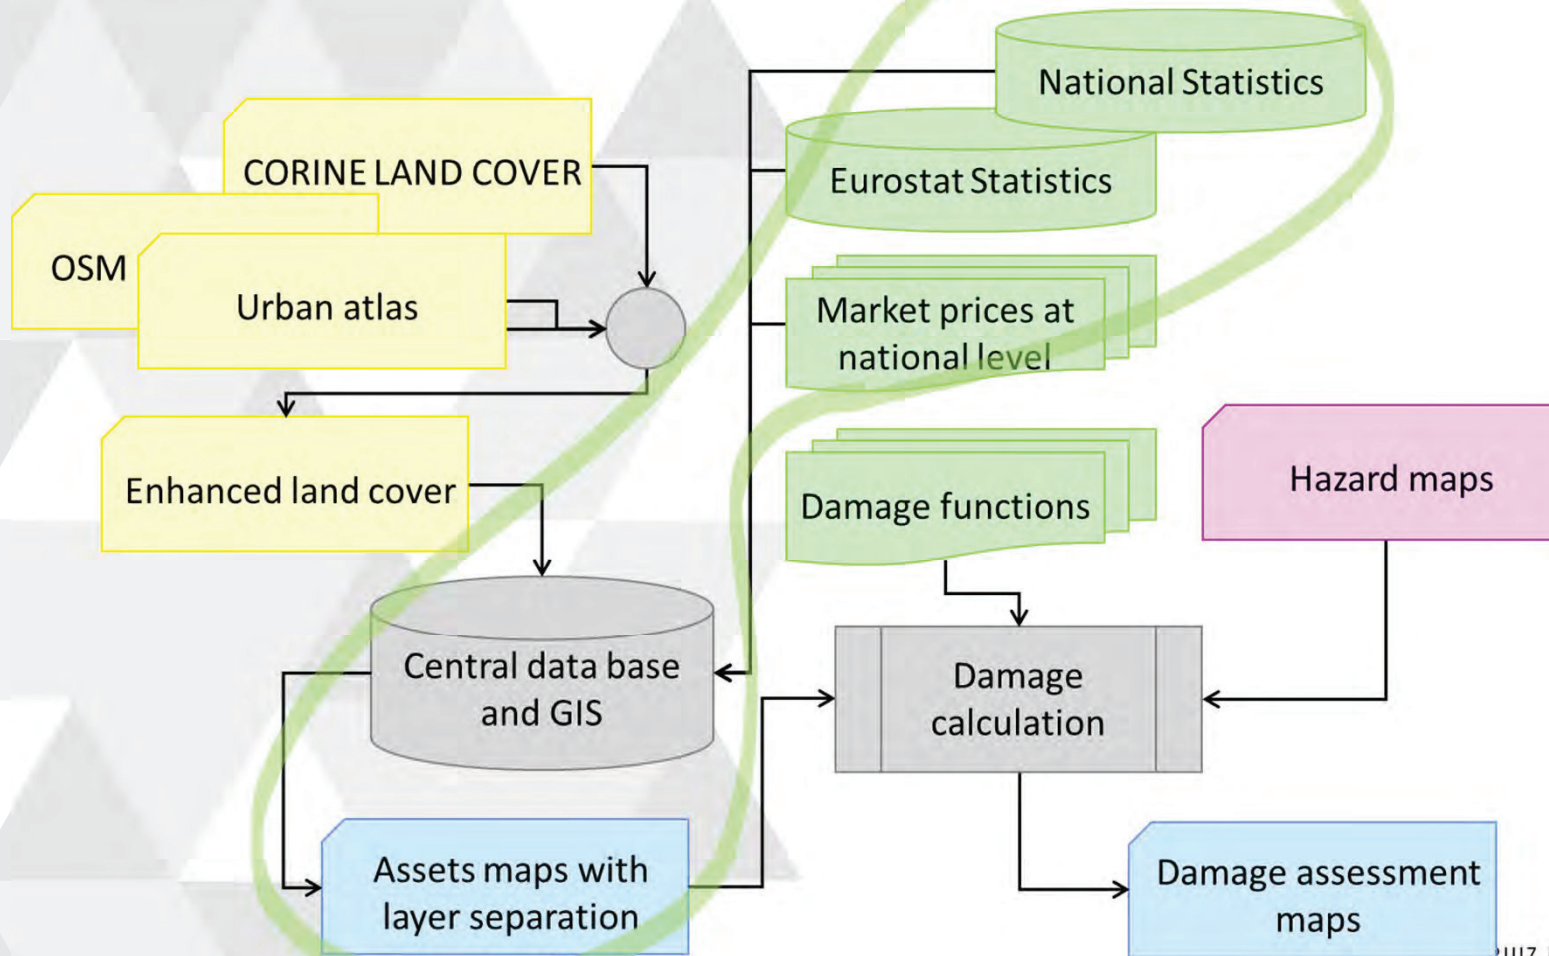 National Statistics
CORINE LAND COVER
Eurostat Statistics
OSM
Urban atlas
Market prices at
national level
Enhanced land cover
Damage functions
Hazard maps
Central data base
and GIS
Damage
calculation
Assets maps with
layer separation
Damage assessment
maps